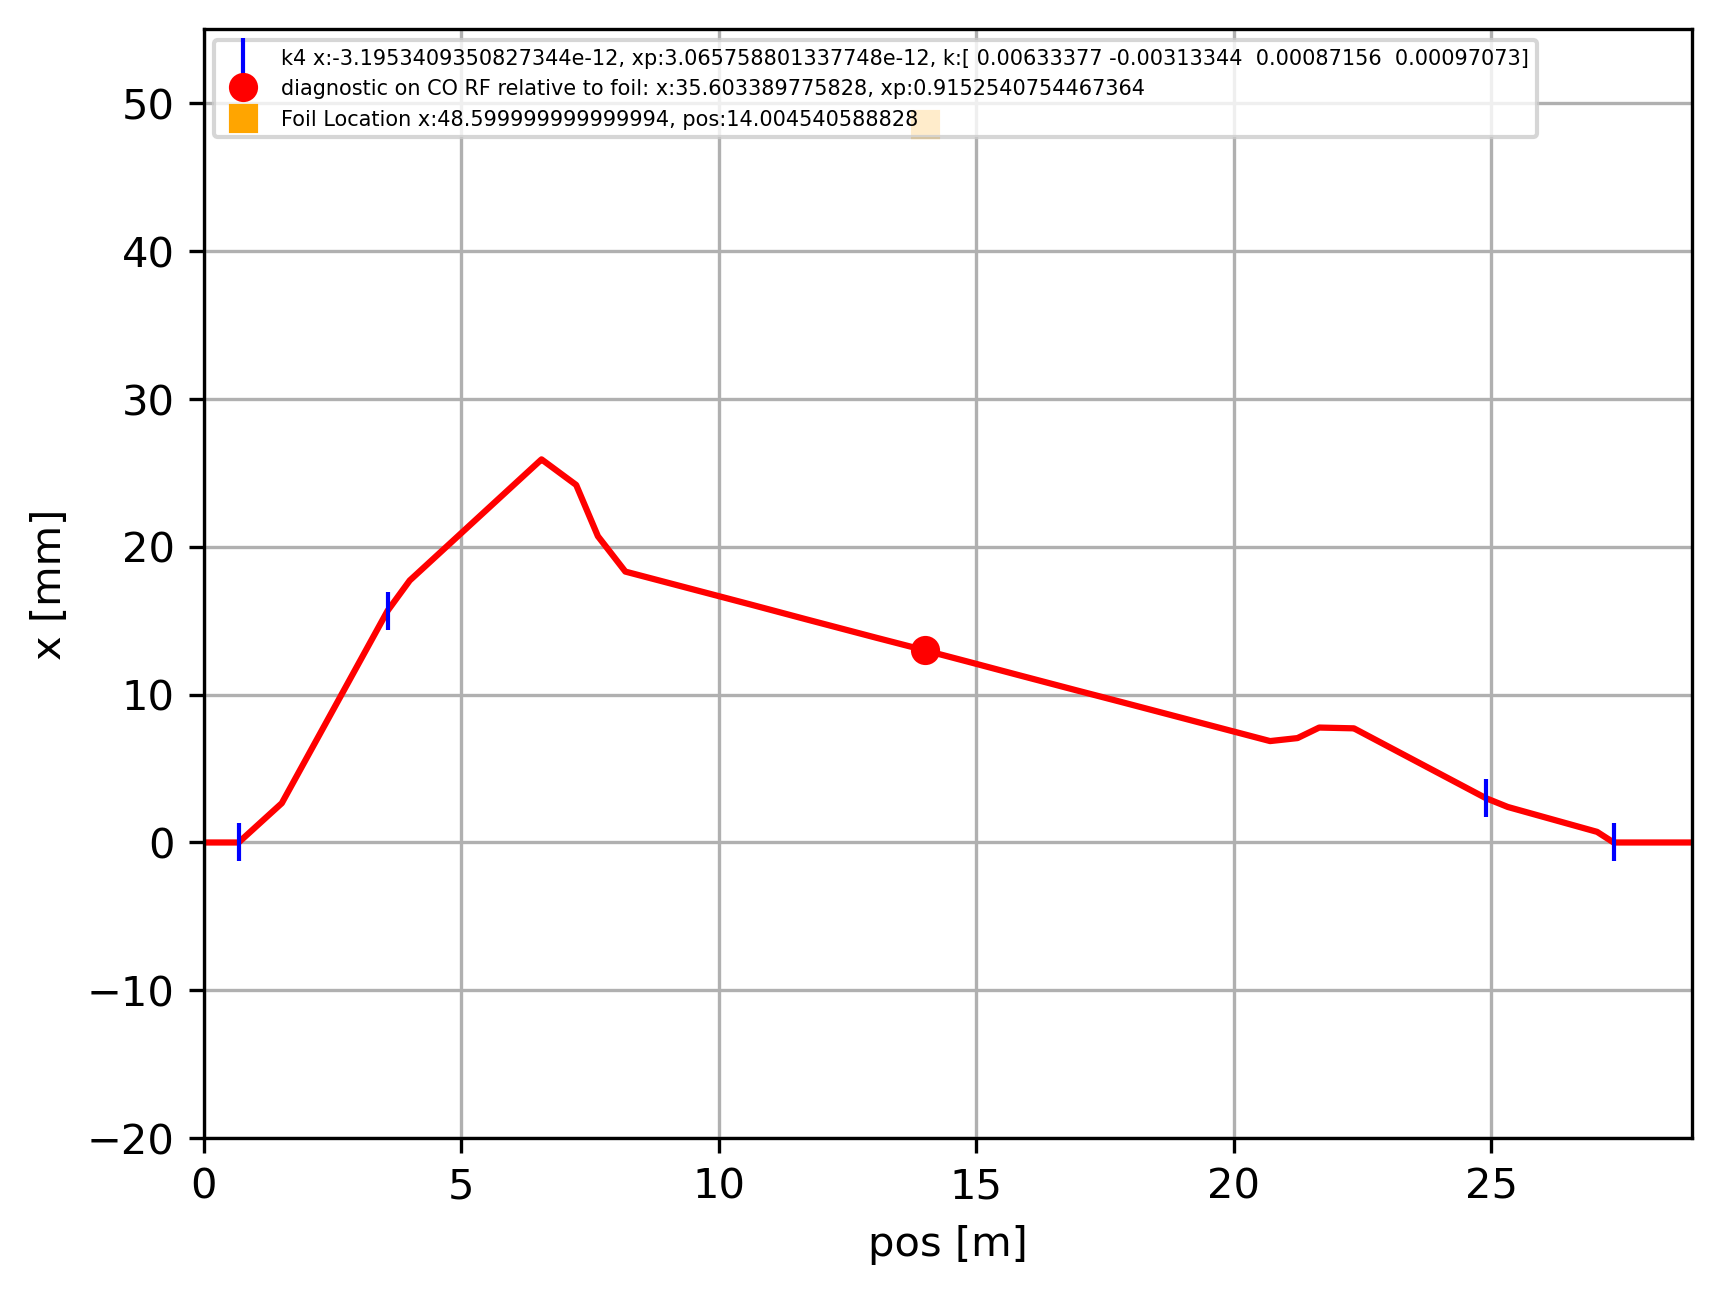 k4 x:-3.1953409350827344e-12, xp:3.065758801337748e-12, k:[ 0.00633377 -0.00313344  0.00087156  0.00097073]
diagnostic on CO RF relative to foil: x:35.603389775828, xp:0.9152540754467364
Foil Location x:48.599999999999994, pos:14.004540588828
50
40
30
20
10
0
−10
−20
x [mm]
0 5 10 15 20 25
pos [m]